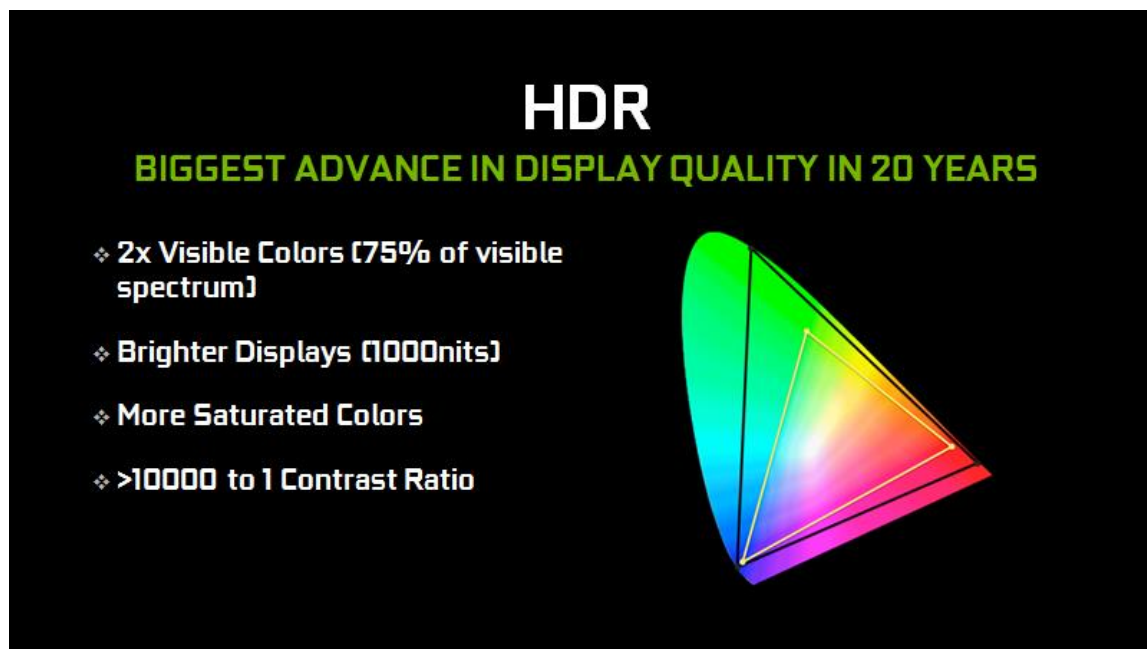 HDR
BIGGEST ADVANCE IN DISPLAY QUALITY IN 20 YEARS
2x Visible Colors (75% of visible
spectrum)
Brighter Displays (1000nits)
More Saturated Colors
>10000 to 1 Contrast Ratio